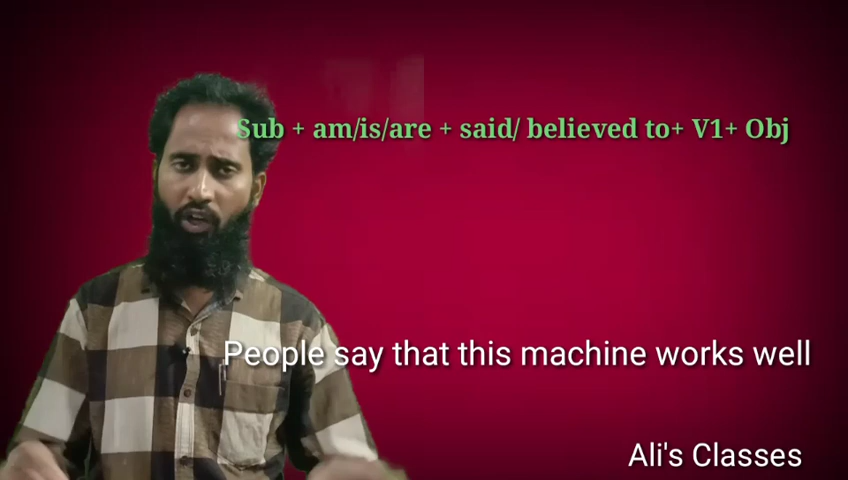 Sub + am/is/are + said/ believed to+ V1+ Obj
People say that this machine works well
Ali's Classes